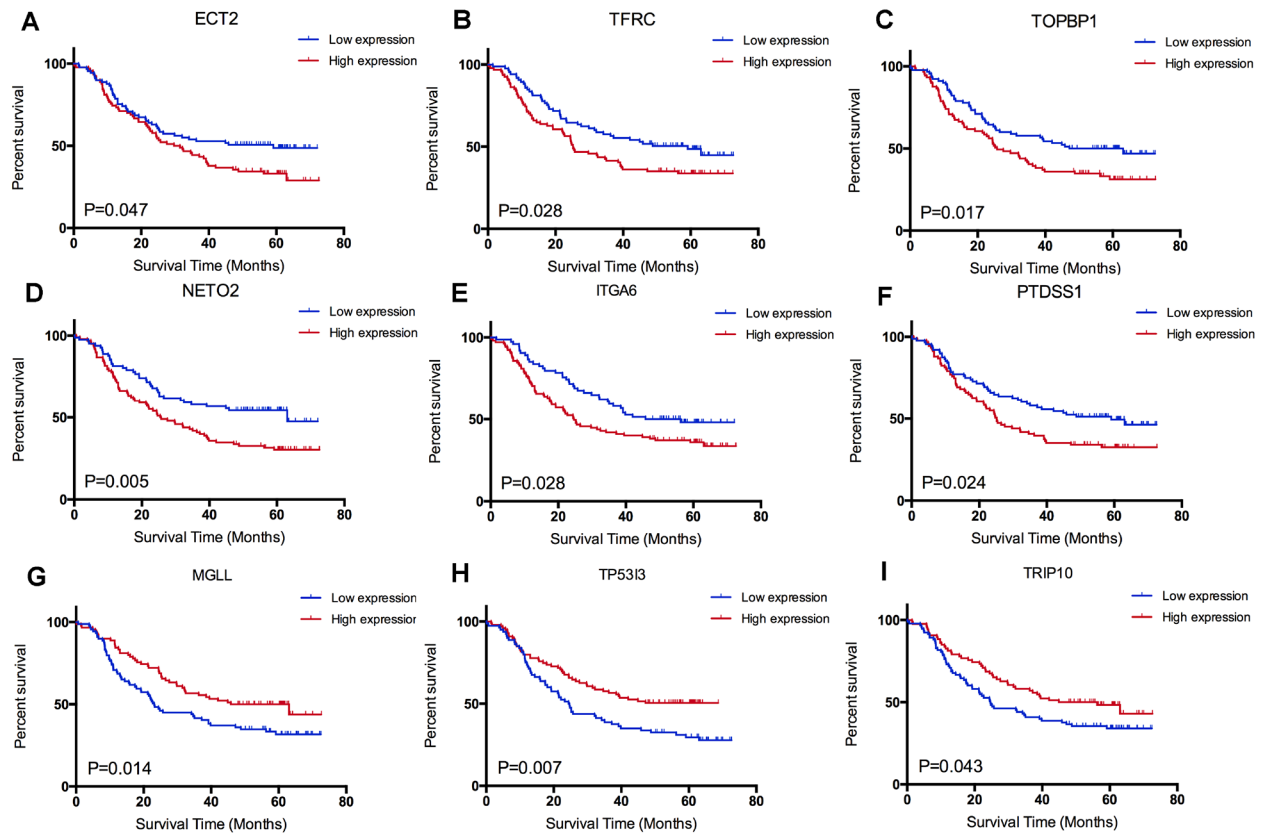 A
ECT2
Low expression
High expression
Percent survival
100
50
0
P=0.047
0 20 40 60 80
Survival Time (Months)
B
TFRC
Low expression
High expression
Percent survival
100
50
0
P=0.028
0 20 40 60 80
Survival Time (Months)
C
TOPBP1
Low expression
High expression
Percent survival
100
50
0
P=0.017
0 20 40 60 80
Survival Time (Months)
D
NETO2
Low expression
High expression
Percent survival
100
50
0
P=0.005
0 20 40 60 80
Survival Time (Months)
E
ITGA6
Low expression
High expression
Percent survival
100
50
0
P=0.028
0 20 40 60 80
Survival Time (Months)
F
PTDSS1
Low expression
High expression
Percent survival
100
50
0
P=0.024
0 20 40 60 80
Survival Time (Months)
G
MGLL
Low expression
High expression
Percent survival
100
50
0
P=0.014
0 20 40 60 80
Survival Time (Months)
H
TP53I3
Low expression
High expression
Percent survival
100
50
0
P=0.007
0 20 40 60 80
Survival Time (Months)
I
TRIP10
Low expression
High expression
Percent survival
100
50
0
P=0.043
0 20 40 60 80
Survival Time (Months)